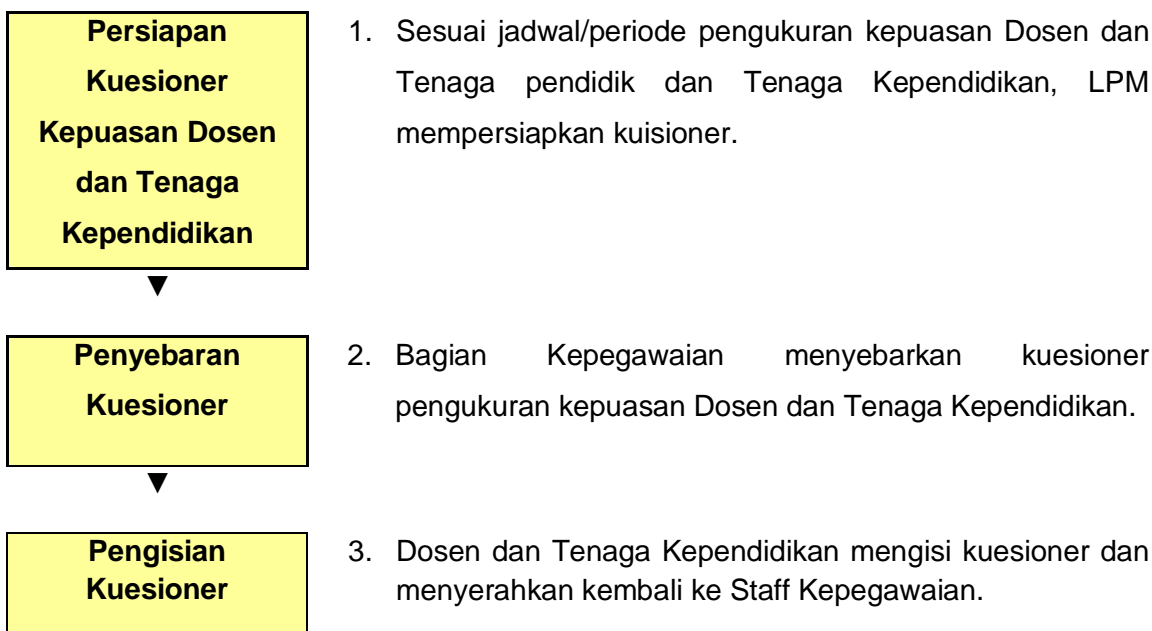 Persiapan
Kuesioner
Kepuasan Dosen
dan Tenaga
Kependidikan
1. Sesuai jadwal/periode pengukuran kepuasan Dosen dan
Tenaga pendidik dan Tenaga Kependidikan, LPM
mempersiapkan kuisioner.
Penyebaran
Kuesioner
2. Bagian Kepegawaian menyebarkan kuesioner
pengukuran kepuasan Dosen dan Tenaga Kependidikan.
Pengisian
Kuesioner
3. Dosen dan Tenaga Kependidikan mengisi kuesioner dan
menyerahkan kembali ke Staff Kepegawaian.